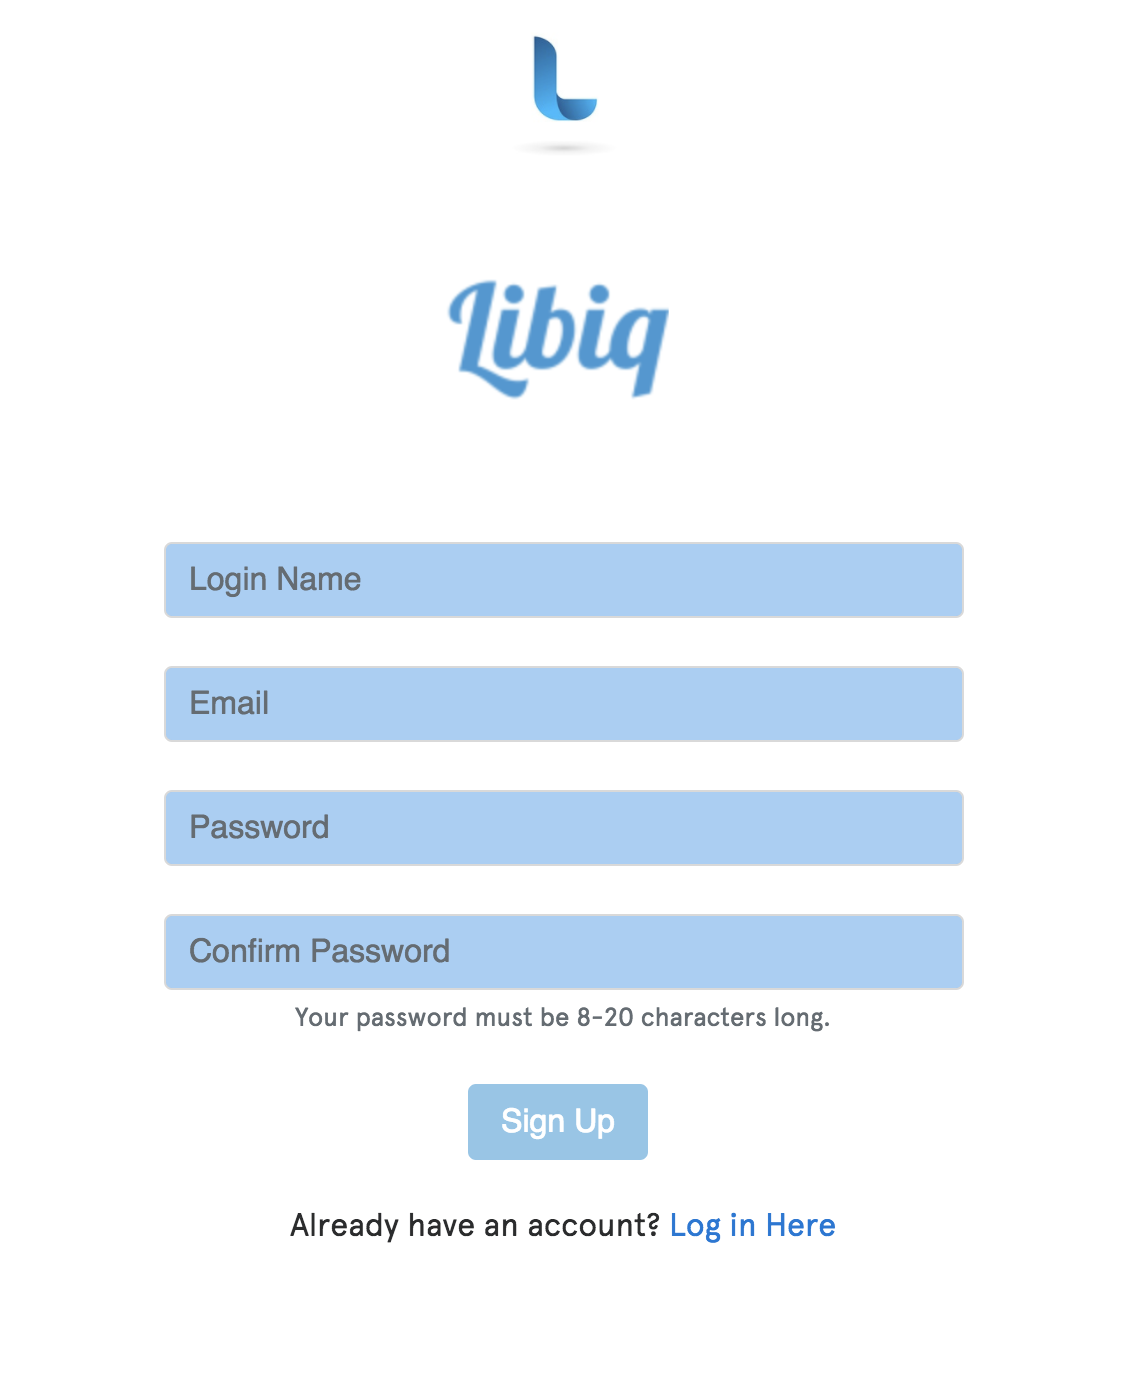 Libiq
Login Name
Email
Password
Confirm Password
Your password must be 8-20 characters long.
Sign Up
Already have an account? Log in Here